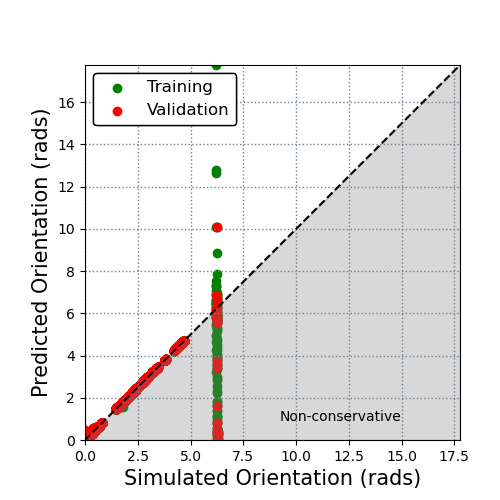 Training
Validation
Predicted Orientation (rads)
16
14
12
10
8
6
4
2
0
Non-conservative
0.0 2.5 5.0 7.5 10.0 12.5 15.0 17.5
Simulated Orientation (rads)